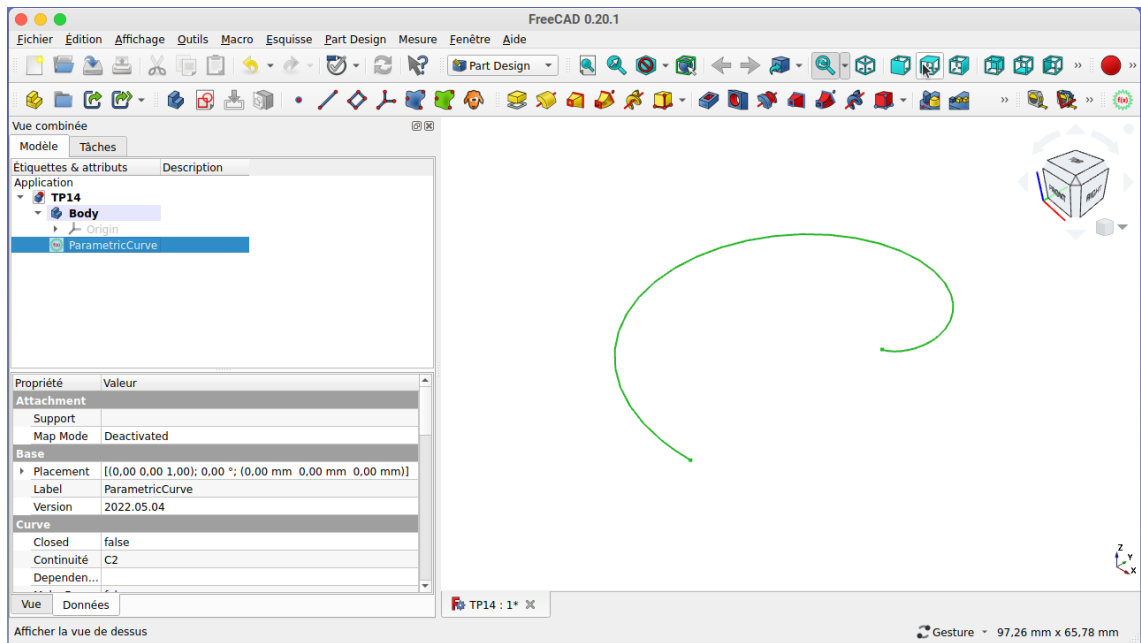 FreeCAD 0.20.1
Fichier Édition Affichage Outils Macro Esquisse Part Design Mesure Fenêtre Aide
Part Design
Vue combinée
Modèle Tâches
Étiquettes & attributs Description
Application
TP14
Body
Origin
ParametricCurve
Propriété Valeur
Attachment
Support
Map Mode Deactivated
Base
Placement [(0,00 0,00 1,00); 0,00 °; (0,00 mm 0,00 mm 0,00 mm)]
Label ParametricCurve
Version 2022.05.04
Curve
Closed false
Continuité C2
Dependen...
Vue Données
FRONT RIGHT
Z
Y
X
TP14 : 1*
Afficher la vue de dessus
Gesture 97,26 mm x 65,78 mm